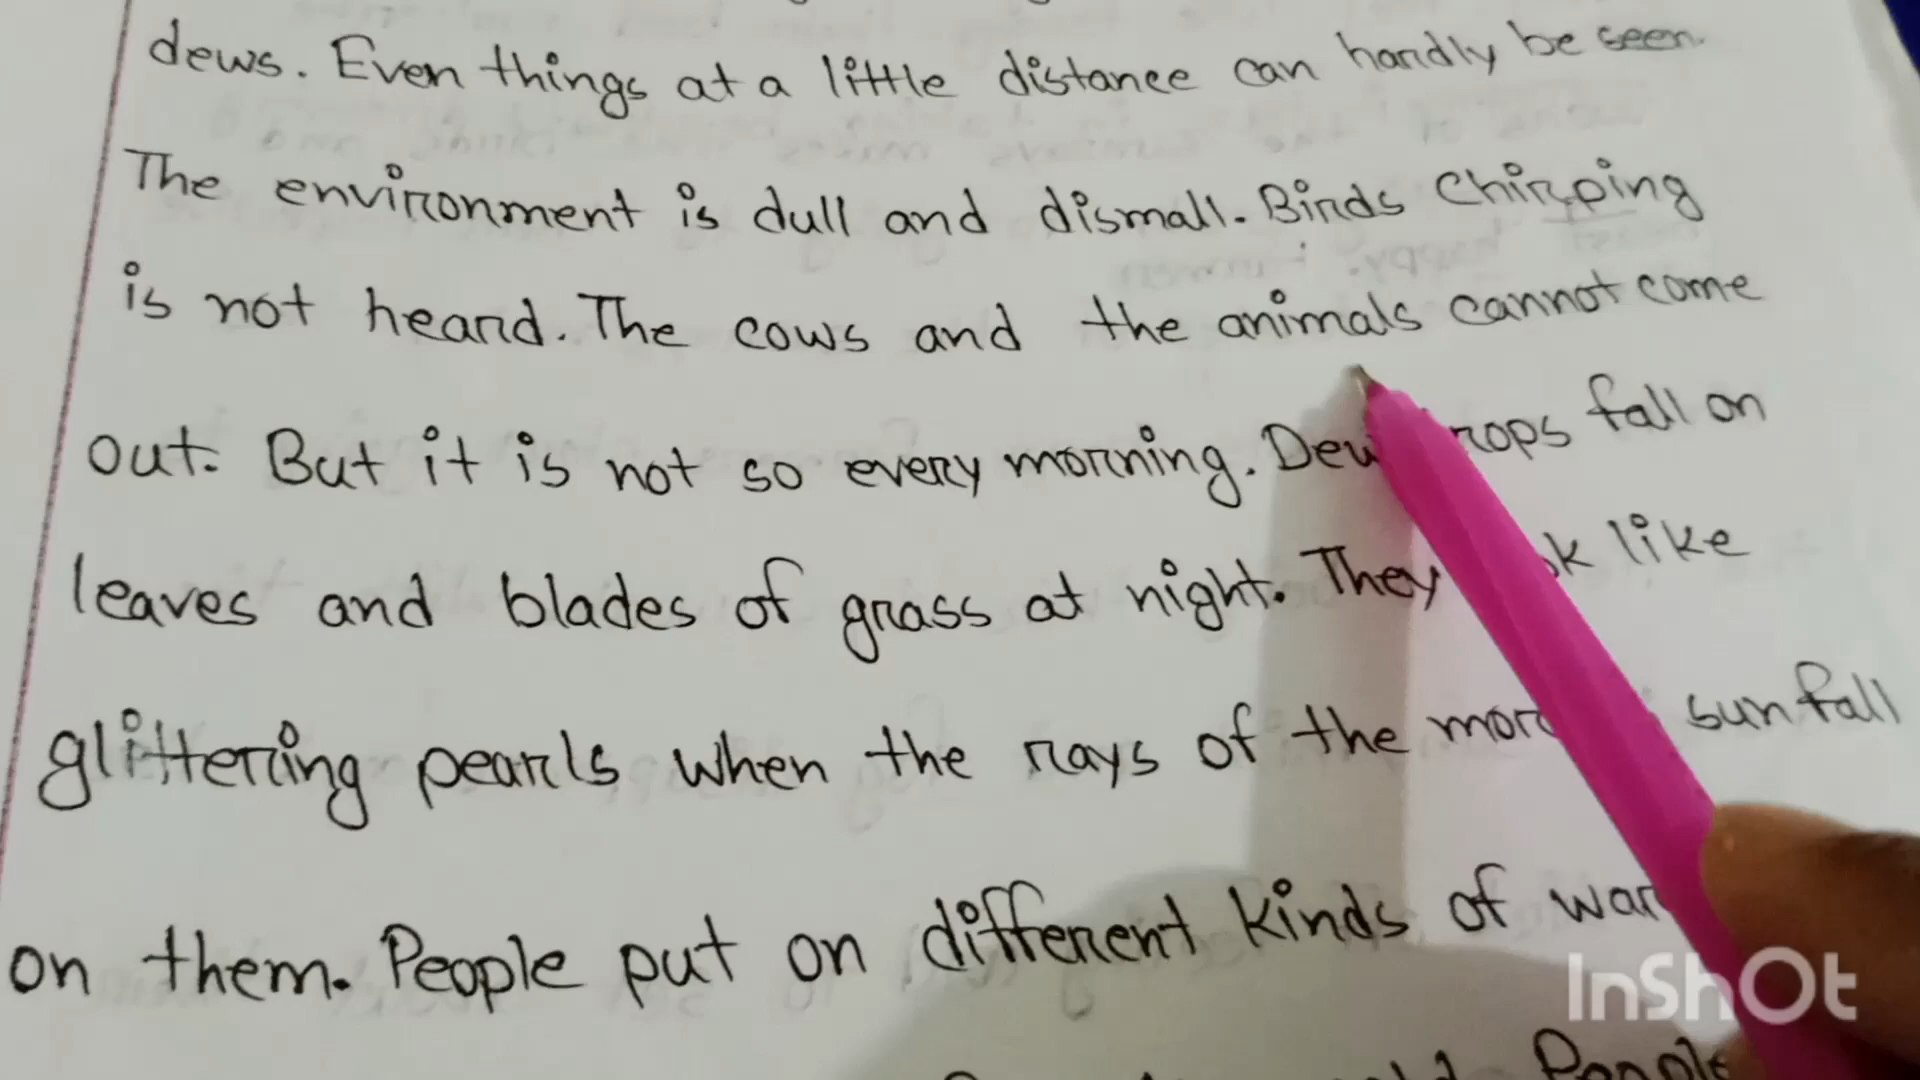 dews. Even things at a little distance can hardly be seen.
The environment is dull and dismall. Birds Chirping
is not heard. The cows and the animals cannot come
out. But it is not so every morning. Dew fall on
leaves and blades of grass at night. They like
glittering pearls when the rays of the sun fall
on them. People put on different kinds of
People
InShOt